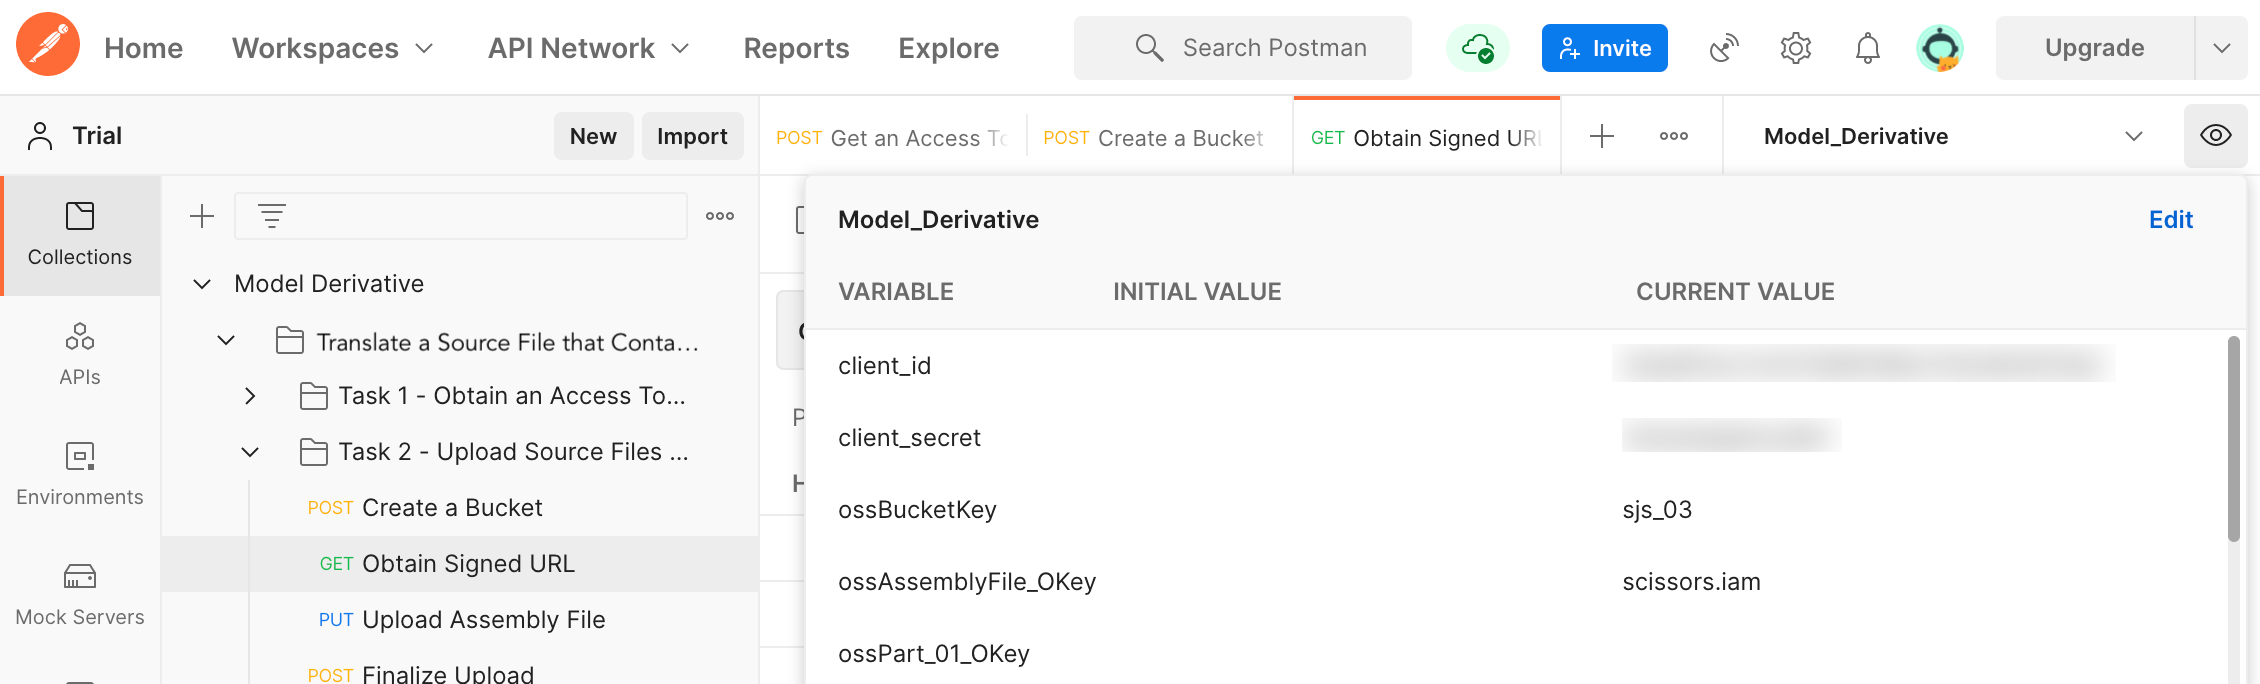 Home Workspaces API Network Reports Explore Search Postman Invite Upgrade
Trial New Import
POST Get an Access To POST Create a Bucket GET Obtain Signed URL Model_Derivative
Collections
APIs
Environments
Mock Servers
Model Derivative
Translate a Source File that Conta...
Task 1 - Obtain an Access To...
Task 2 - Upload Source Files ...
POST Create a Bucket
GET Obtain Signed URL
PUT Upload Assembly File
POST Finalize Upload
Model_Derivative Edit
VARIABLE INITIAL VALUE CURRENT VALUE
client_id
client_secret
ossBucketKey sjs_03
ossAssemblyFile_OKey scissors.iam
ossPart_01_OKey